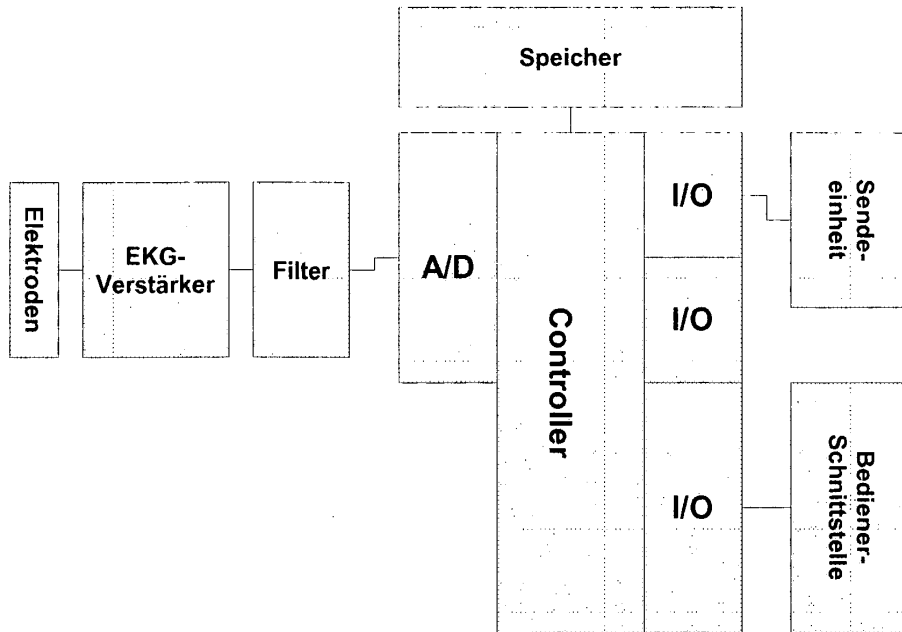 Speicher
Elektroden
EKG-
Verstärker
Filter
A/D
Controller
I/O
I/O
I/O
Sende-
einheit
Bediener-
Schnittstelle